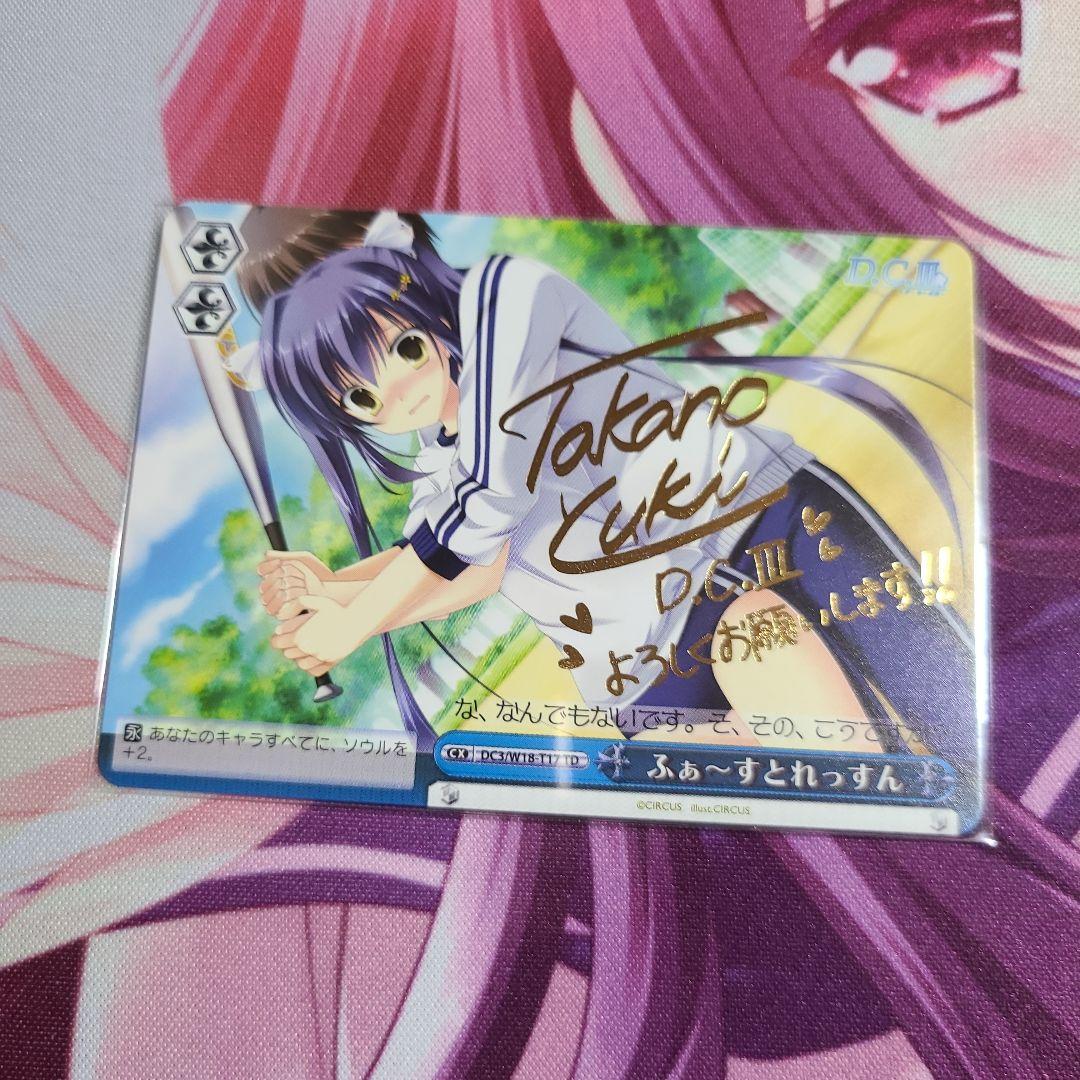 D.C.III
Takano
Yuki
D.C.III
よろしくお願いします!!
な、なんでもないです。そ、その、こうですか
永 あなたのキャラすべてに、ソウルを
+2。
CX DC3/W18-T17 TD
ふぁ～すとれっすん
©CIRCUS illust.CIRCUS